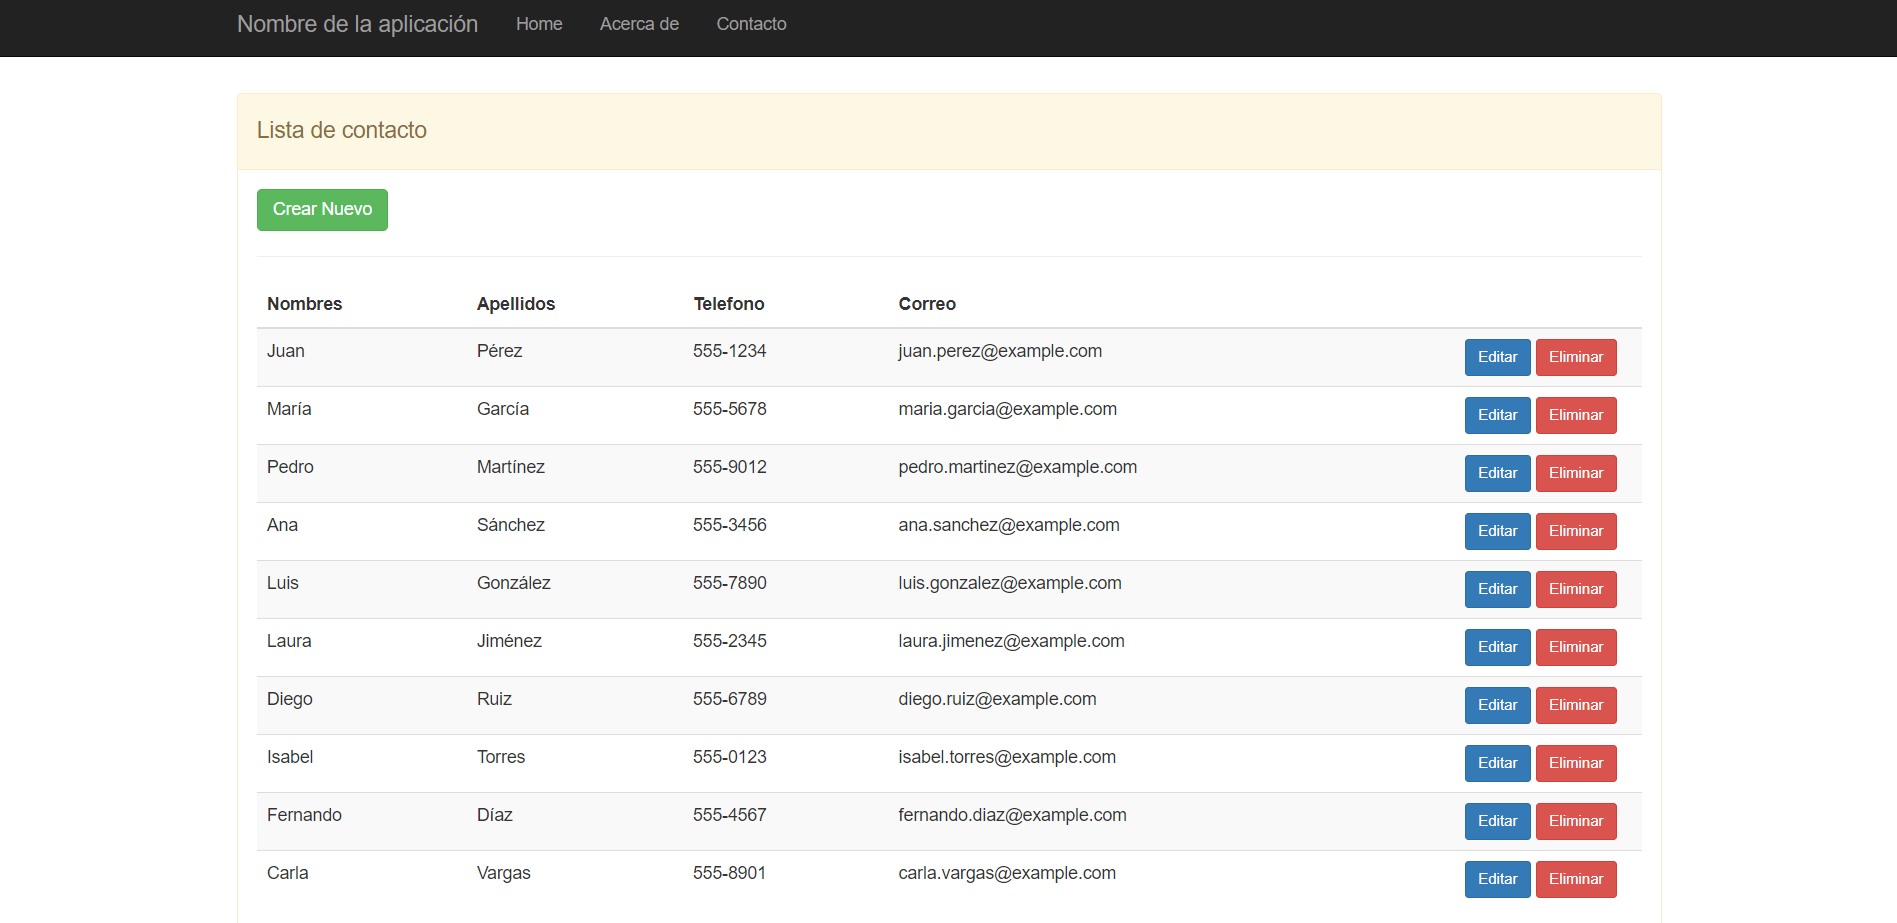 Nombre de la aplicación Home Acerca de Contacto
Lista de contacto
Crear Nuevo
Nombres Apellidos Telefono Correo
Juan Pérez 555-1234 juan.perez@example.com Editar Eliminar
María García 555-5678 maria.garcia@example.com Editar Eliminar
Pedro Martínez 555-9012 pedro.martinez@example.com Editar Eliminar
Ana Sánchez 555-3456 ana.sanchez@example.com Editar Eliminar
Luis González 555-7890 luis.gonzalez@example.com Editar Eliminar
Laura Jiménez 555-2345 laura.jimenez@example.com Editar Eliminar
Diego Ruiz 555-6789 diego.ruiz@example.com Editar Eliminar
Isabel Torres 555-0123 isabel.torres@example.com Editar Eliminar
Fernando Díaz 555-4567 fernando.diaz@example.com Editar Eliminar
Carla Vargas 555-8901 carla.vargas@example.com Editar Eliminar